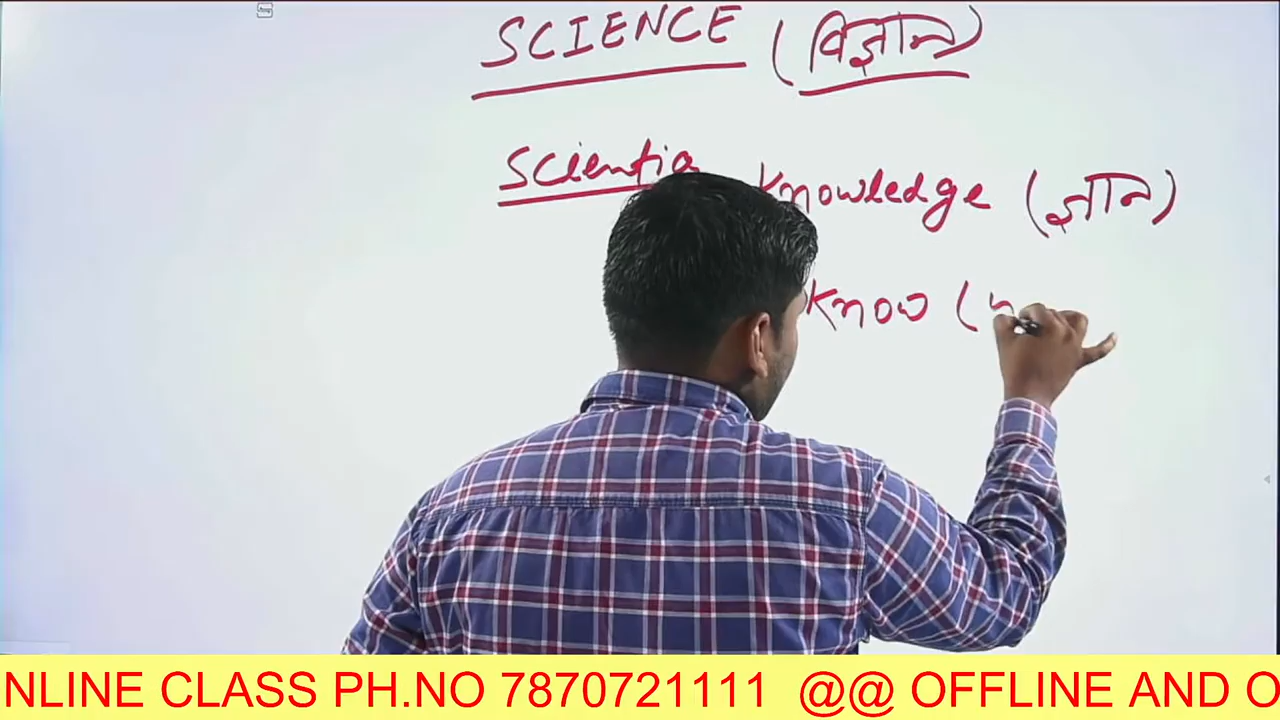 SCIENCE (विज्ञान)
Scientia Knowledge (ज्ञान)
Know (
NLINE CLASS PH.NO 7870721111 @@ OFFLINE AND O